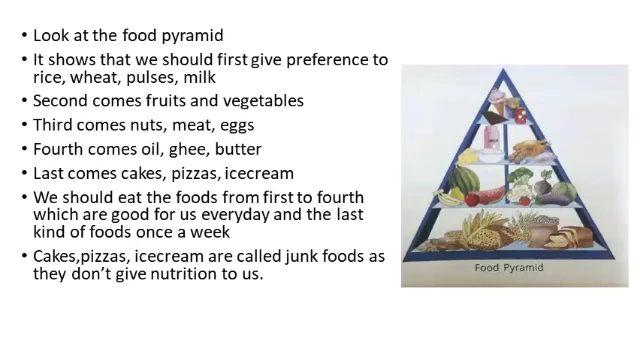 • Look at the food pyramid
• It shows that we should first give preference to
rice, wheat, pulses, milk
• Second comes fruits and vegetables
• Third comes nuts, meat, eggs
• Fourth comes oil, ghee, butter
• Last comes cakes, pizzas, icecream
• We should eat the foods from first to fourth
which are good for us everyday and the last
kind of foods once a week
• Cakes,pizzas, icecream are called junk foods as
they don't give nutrition to us.
Food Pyramid